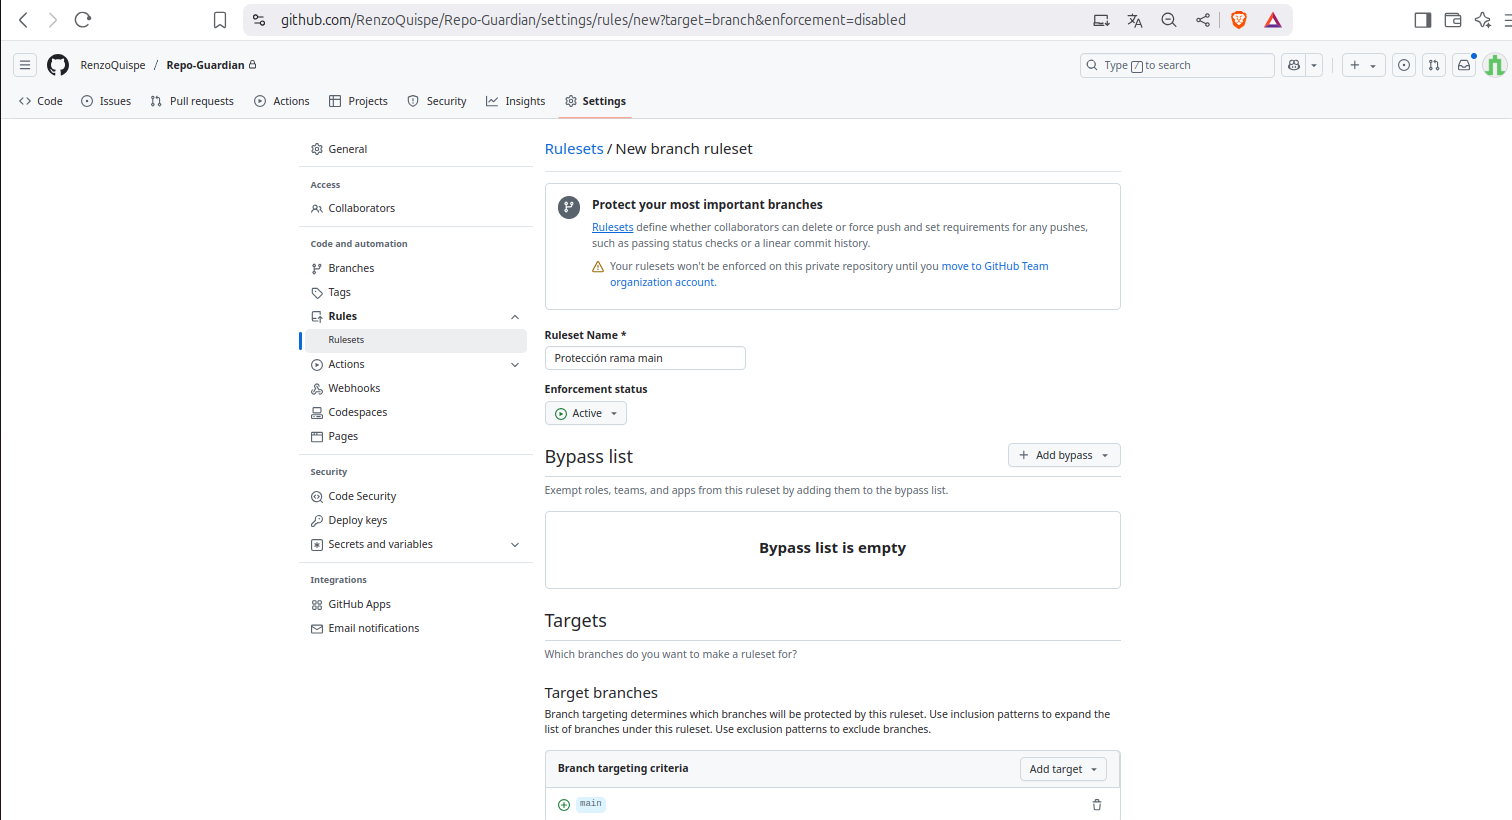 github.com/RenzoQuispe/Repo-Guardian/settings/rules/new?target=branch&enforcement=disabled
RenzoQuispe / Repo-Guardian
Type / to search
Code Issues Pull requests Actions Projects Security Insights Settings
General
Access
Collaborators
Code and automation
Branches
Tags
Rules
Rulesets
Actions
Webhooks
Codespaces
Pages
Security
Code Security
Deploy keys
Secrets and variables
Integrations
GitHub Apps
Email notifications
Rulesets / New branch ruleset
Protect your most important branches
Rulesets define whether collaborators can delete or force push and set requirements for any pushes,
such as passing status checks or a linear commit history.
Your rulesets won't be enforced on this private repository until you move to GitHub Team
organization account.
Ruleset Name *
Protección rama main
Enforcement status
Active
Bypass list
Add bypass
Exempt roles, teams, and apps from this ruleset by adding them to the bypass list.
Bypass list is empty
Targets
Which branches do you want to make a ruleset for?
Target branches
Branch targeting determines which branches will be protected by this ruleset. Use inclusion patterns to expand the
list of branches under this ruleset. Use exclusion patterns to exclude branches.
Branch targeting criteria
Add target
main